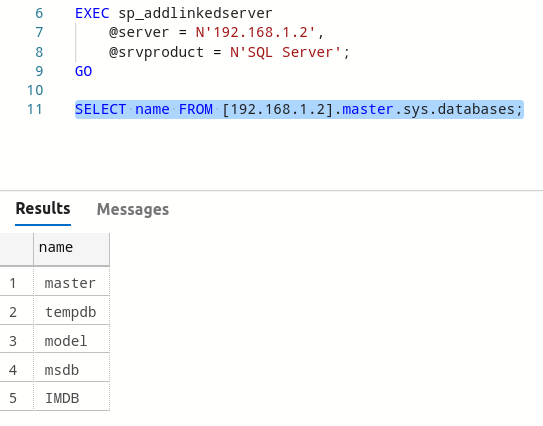 6 EXEC sp_addlinkedserver
7 @server = N'192.168.1.2',
8 @srvproduct = N'SQL Server';
9 GO
10
11 SELECT name FROM [192.168.1.2].master.sys.databases;
Results Messages
name
1 master
2 tempdb
3 model
4 msdb
5 IMDB